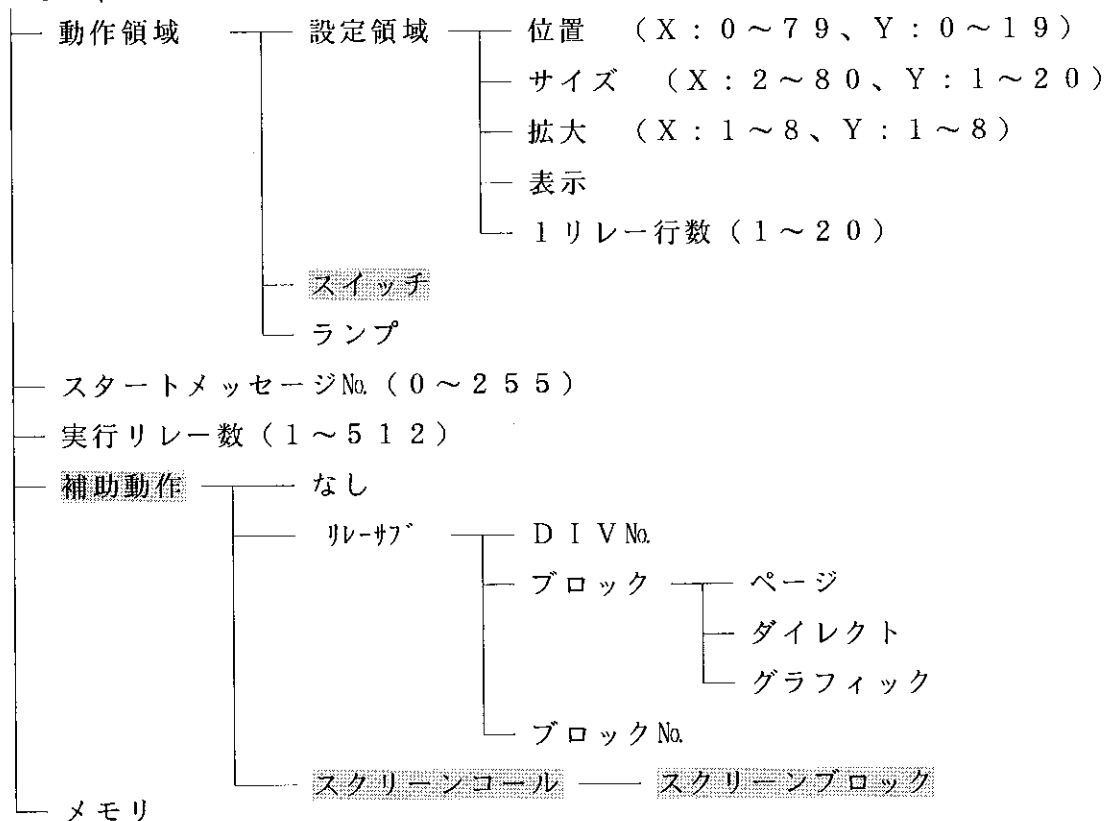 動作領域 設定領域 位置 （X：0～79、Y：0～19）
サイズ （X：2～80、Y：1～20）
拡大 （X：1～8、Y：1～8）
表示
1リレー行数（1～20）
スイッチ
ランプ
スタートメッセージ№（0～255）
実行リレー数（1～512）
補助動作 なし
ﾘﾚｰｻﾌﾞ DIV№
ブロック ページ
ダイレクト
グラフィック
ブロック№
スクリーンコール スクリーンブロック
メモリ